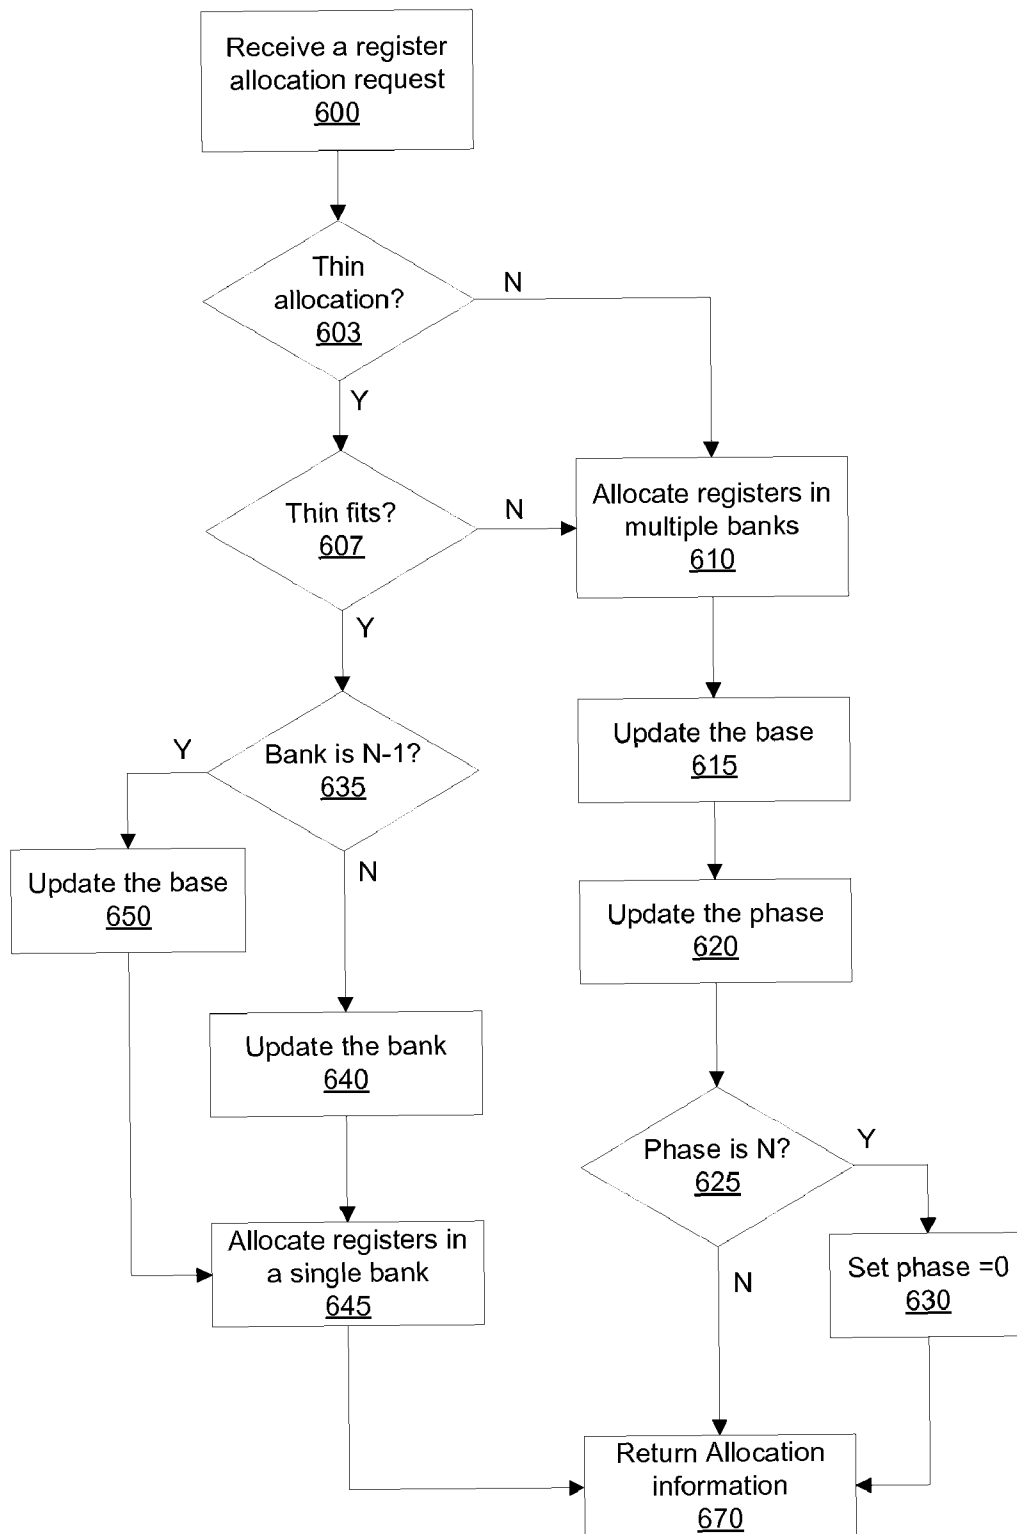 Receive a register
allocation request
600
Thin
allocation?
603
N
Y
Thin fits?
607
N
Allocate registers in
multiple banks
610
Y
Bank is N-1?
635
Y
N
Update the base
615
Update the base
650
Update the phase
620
Update the bank
640
Phase is N?
625
Y
N
Allocate registers in
a single bank
645
Set phase =0
630
Return Allocation
information
670